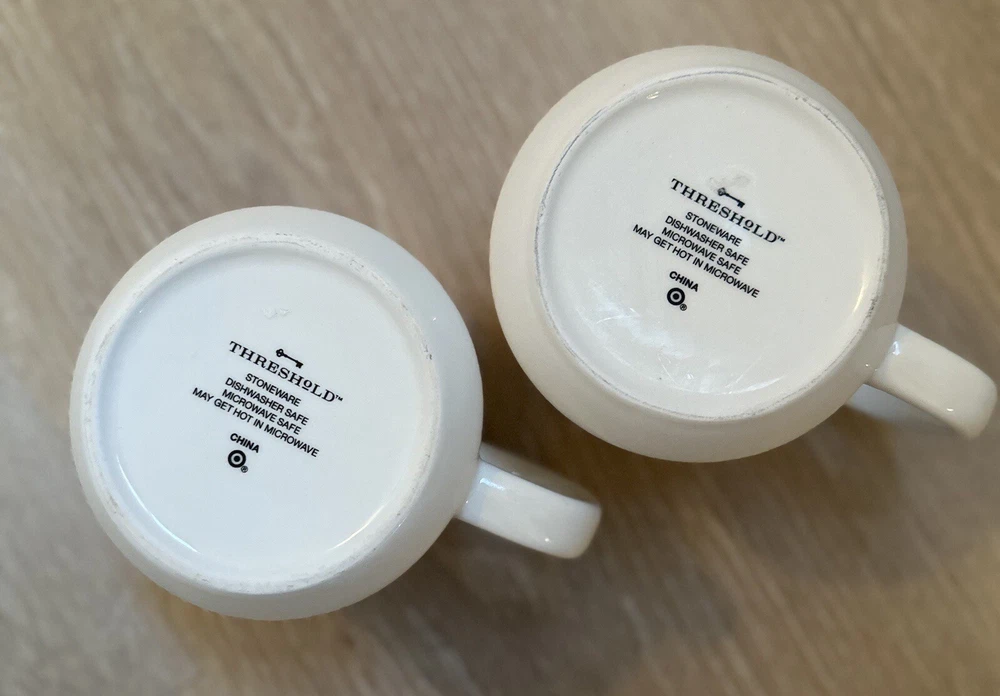 THRESHOLD™
STONEWARE
DISHWASHER SAFE
MICROWAVE SAFE
MAY GET HOT IN MICROWAVE
CHINA
®
THRESHOLD™
STONEWARE
DISHWASHER SAFE
MICROWAVE SAFE
MAY GET HOT IN MICROWAVE
CHINA
®